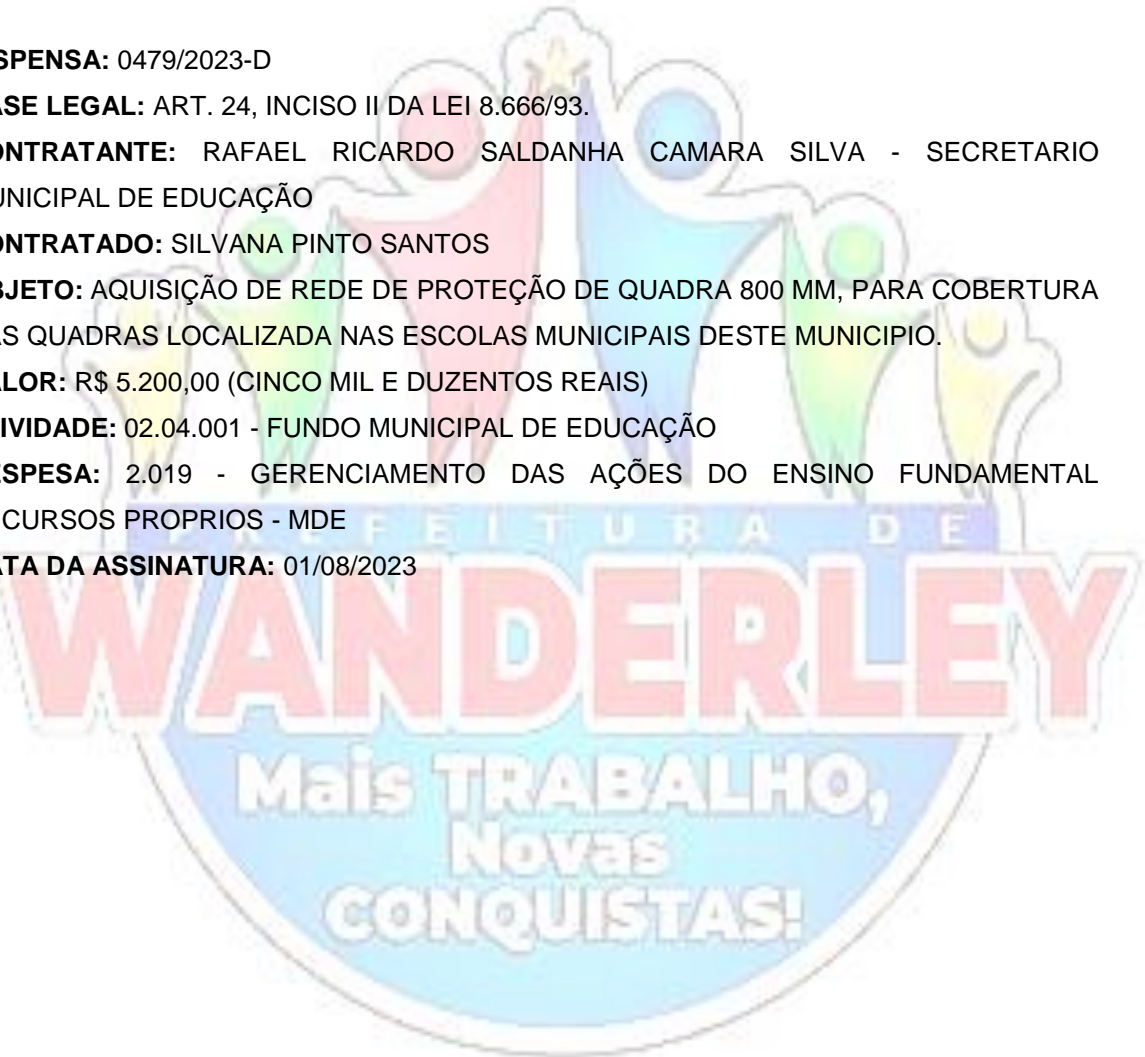 SPENSA: 0479/2023-D
ASE LEGAL: ART. 24, INCISO II DA LEI 8.666/93.
ONTRATANTE: RAFAEL RICARDO SALDANHA CAMARA SILVA - SECRETARIO
UNICIPAL DE EDUCAÇÃO
ONTRATADO: SILVANA PINTO SANTOS
BJETO: AQUISIÇÃO DE REDE DE PROTEÇÃO DE QUADRA 800 MM, PARA COBERTURA
AS QUADRAS LOCALIZADA NAS ESCOLAS MUNICIPAIS DESTE MUNICIPIO.
ALOR: R$ 5.200,00 (CINCO MIL E DUZENTOS REAIS)
IVIDADE: 02.04.001 - FUNDO MUNICIPAL DE EDUCAÇÃO
ESPESA: 2.019 - GERENCIAMENTO DAS AÇÕES DO ENSINO FUNDAMENTAL
CURSOS PROPRIOS - MDE
ATA DA ASSINATURA: 01/08/2023
PREFEITURA DE
WANDERLEY
Mais TRABALHO,
Novas
CONQUISTAS!